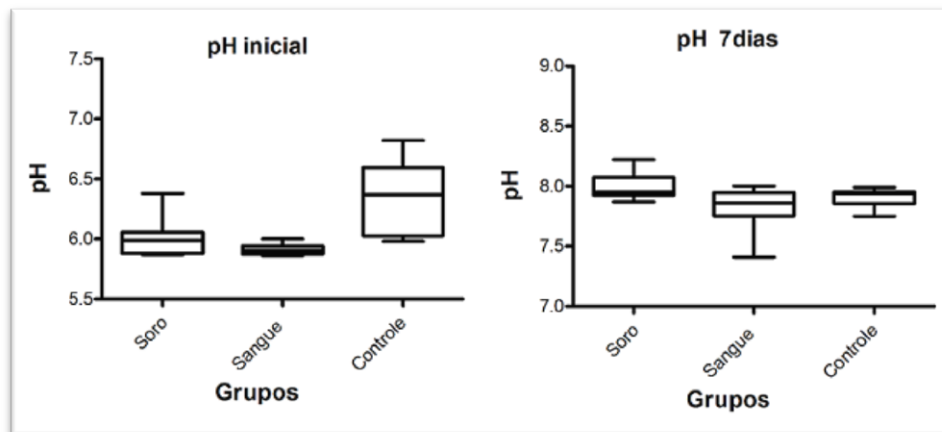 pH inicial
7.5
7.0
6.5
6.0
5.5
pH
Soro
Sangue
Controle
Grupos
pH 7dias
9.0
8.5
8.0
7.5
7.0
pH
Soro
Sangue
Controle
Grupos